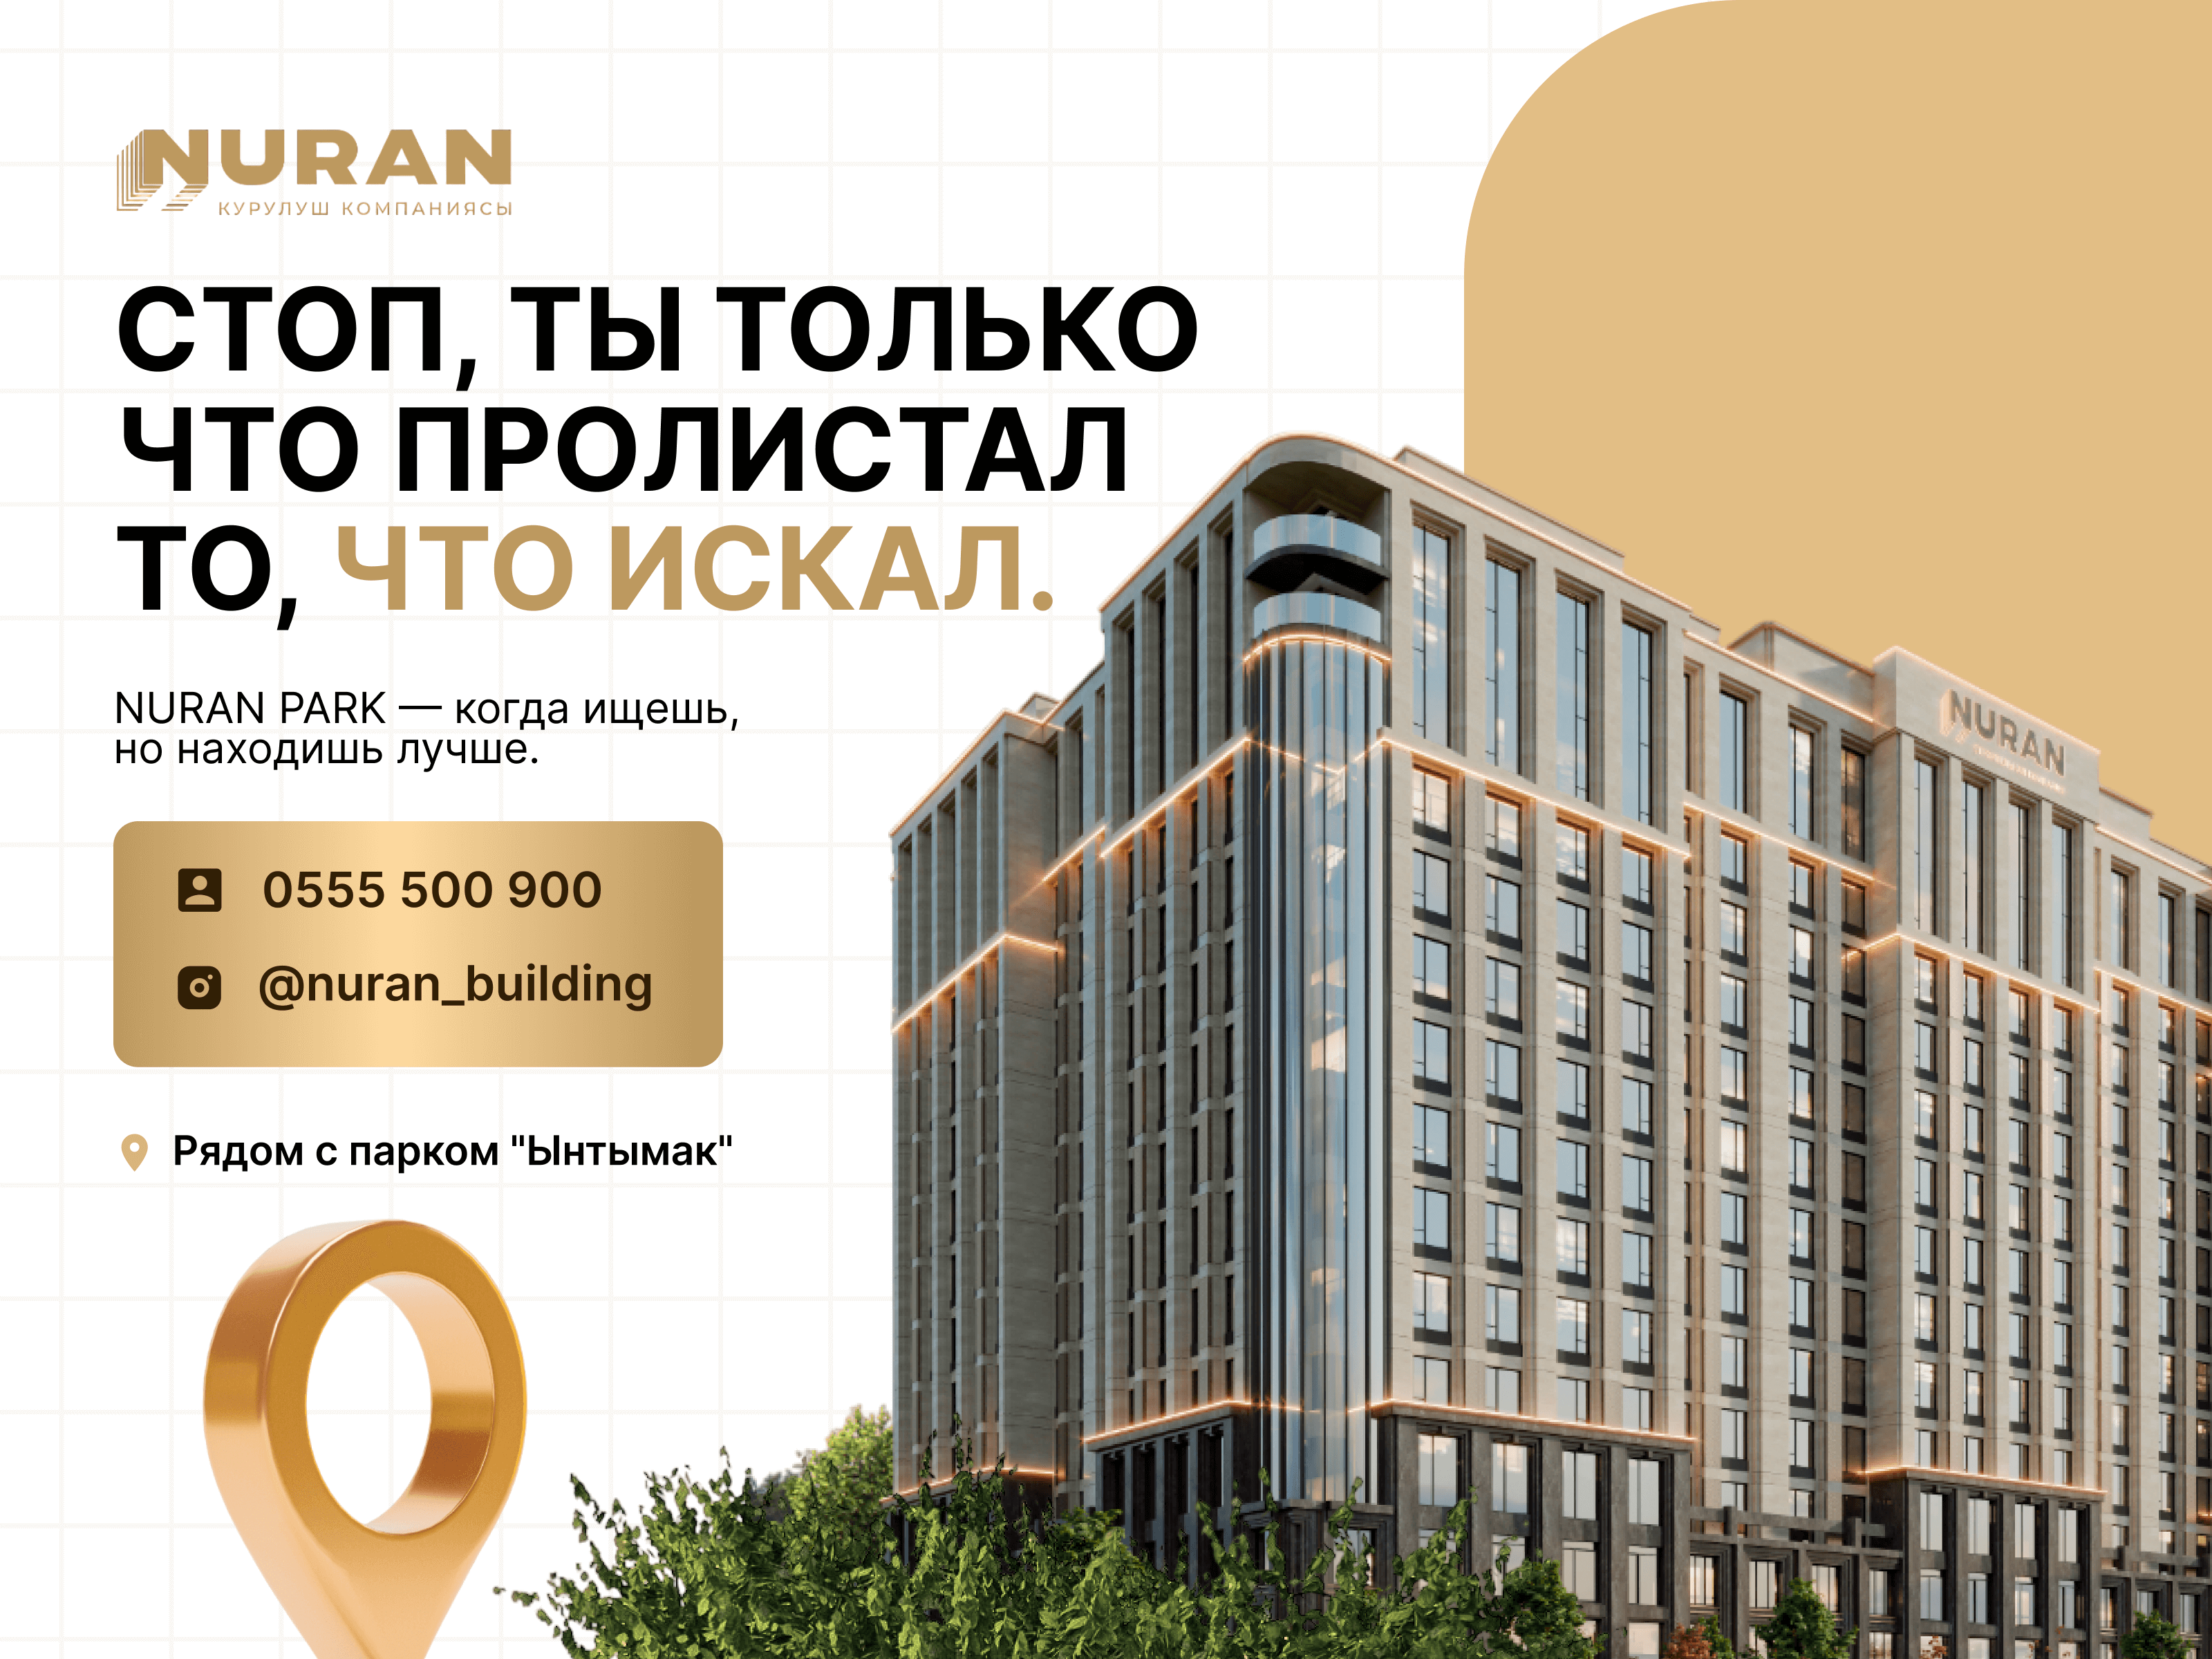 NURAN
КУРУЛУШ КОМПАНИЯСЫ
СТОП, ТЫ ТОЛЬКО
ЧТО ПРОЛИСТАЛ
ТО, ЧТО ИСКАЛ.
NURAN PARK — когда ищешь,
но находишь лучше.
0555 500 900
@nuran_building
Рядом с парком "Ынтымак"
NURAN